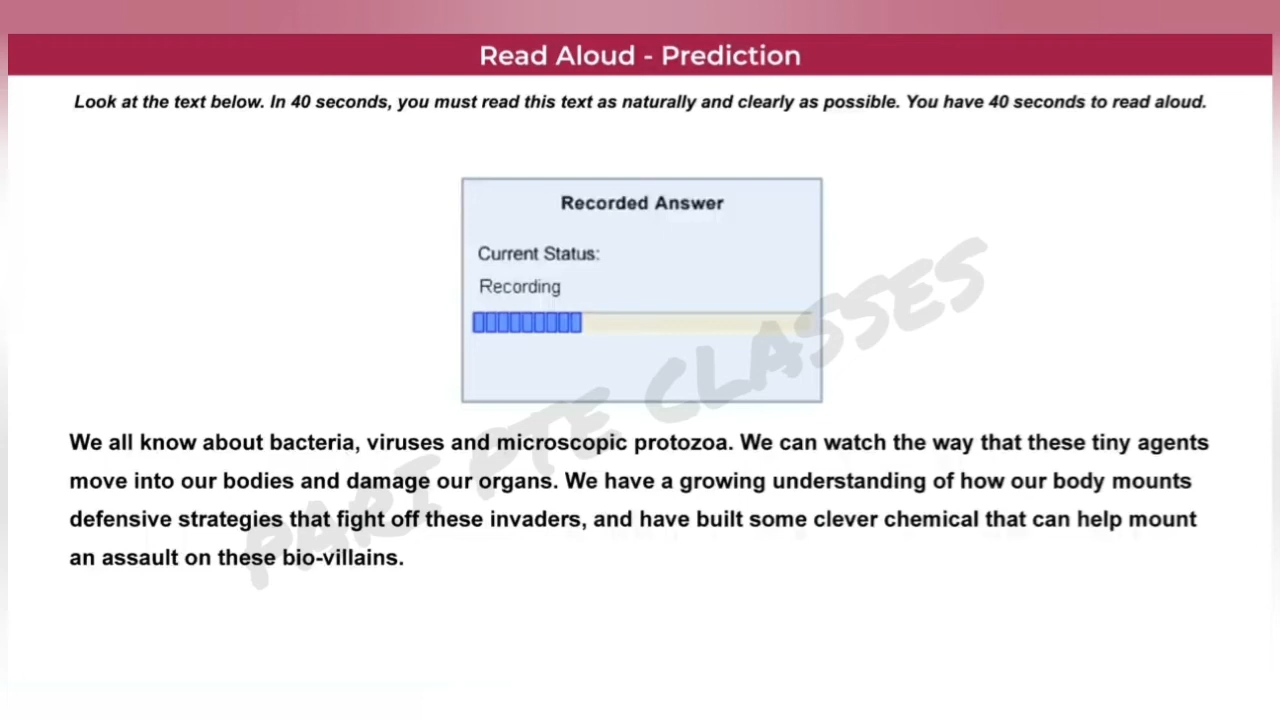 Read Aloud - Prediction
Look at the text below. In 40 seconds, you must read this text as naturally and clearly as possible. You have 40 seconds to read aloud.
Recorded Answer
Current Status:
Recording
PARI PTE CLASSES
We all know about bacteria, viruses and microscopic protozoa. We can watch the way that these tiny agents
move into our bodies and damage our organs. We have a growing understanding of how our body mounts
defensive strategies that fight off these invaders, and have built some clever chemical that can help mount
an assault on these bio-villains.